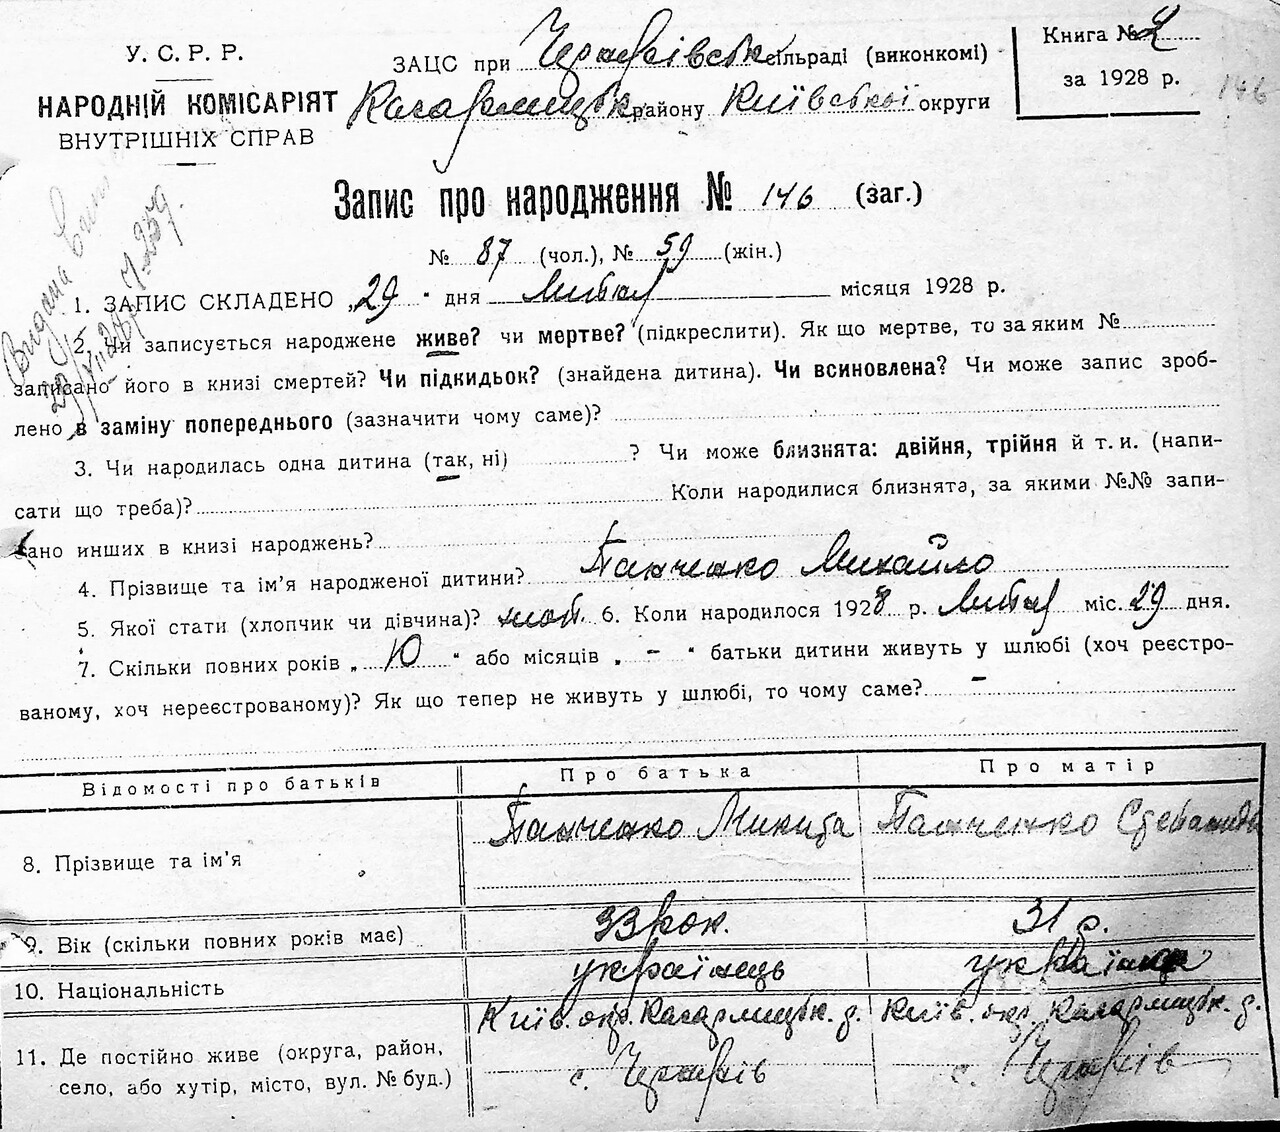 У. С. Р. Р.
НАРОДНІЙ КОМІСАРІЯТ
ВНУТРІШНІХ СПРАВ
ЗАЦС при сільраді (виконкомі)
Кагарлицьк району Київської округи
Книга №
за 1928 р.
146
Запис про народження № 146 (заг.)
№ 87 (чол.), № 59 (жін.)
1. ЗАПИС СКЛАДЕНО „29 " дня місяця 1928 р.
2. Чи записується народжене живе? чи мертве? (підкреслити). Як що мертве, то за яким №
записано його в книзі смертей? Чи підкидьок? (знайдена дитина). Чи всиновлена? Чи може запис зроб-
лено в заміну попереднього (зазначити чому саме)?
3. Чи народилась одна дитина (так, ні) ? Чи може близнята: двійня, трійня й т. и. (напи-
сати що треба)? Коли народилися близнята, за якими №№ запи-
сано инших в книзі народжень?
4. Прізвище та ім'я народженої дитини? Панченко Михайло
5. Якої стати (хлопчик чи дівчина)? 6. Коли народилось 1928 р. міс. 29 дня.
7. Скільки повних років „ 10 " або місяців „ - " батьки дитини живуть у шлюбі (хоч реєстро-
ваному, хоч нереєстрованому)? Як що тепер не живуть у шлюбі, то чому саме? -
Відомості про батьків Про батька Про матір
8. Прізвище та ім'я Панченко Микита Панченко Степанида
9. Вік (скільки повних років має) 33 рок. 31 р.
10. Національність українець українка
11. Де постійно живе (округа, район, Київ. окр. Кагарлицьк. р. Київ. окр. Кагарлицьк. р.
село, або хутір, місто, вул. № буд.) с. с.